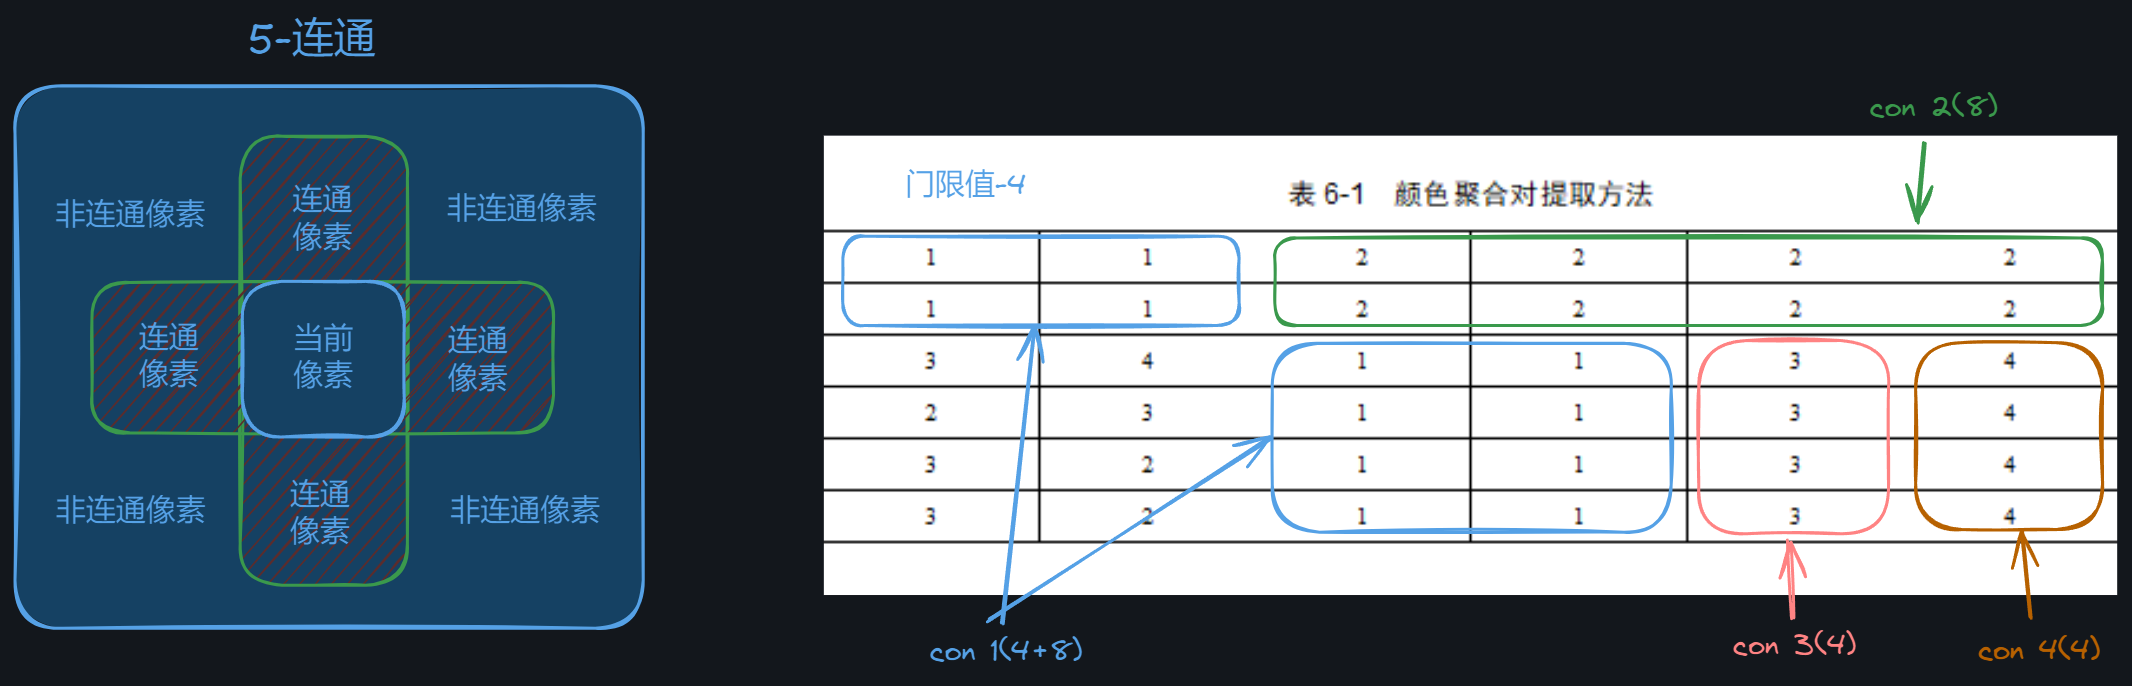 5-连通
非连通像素
连通
像素
非连通像素
连通
像素
当前
像素
连通
像素
非连通像素
连通
像素
非连通像素
con 2(8)
门限值-4
表 6-1 颜色聚合对提取方法
1 1 2 2 2 2
1 1 2 2 2 2
3 4 1 1 3 4
2 3 1 1 3 4
3 2 1 1 3 4
3 2 1 1 3 4
con 1(4+8)
con 3(4)
con 4(4)